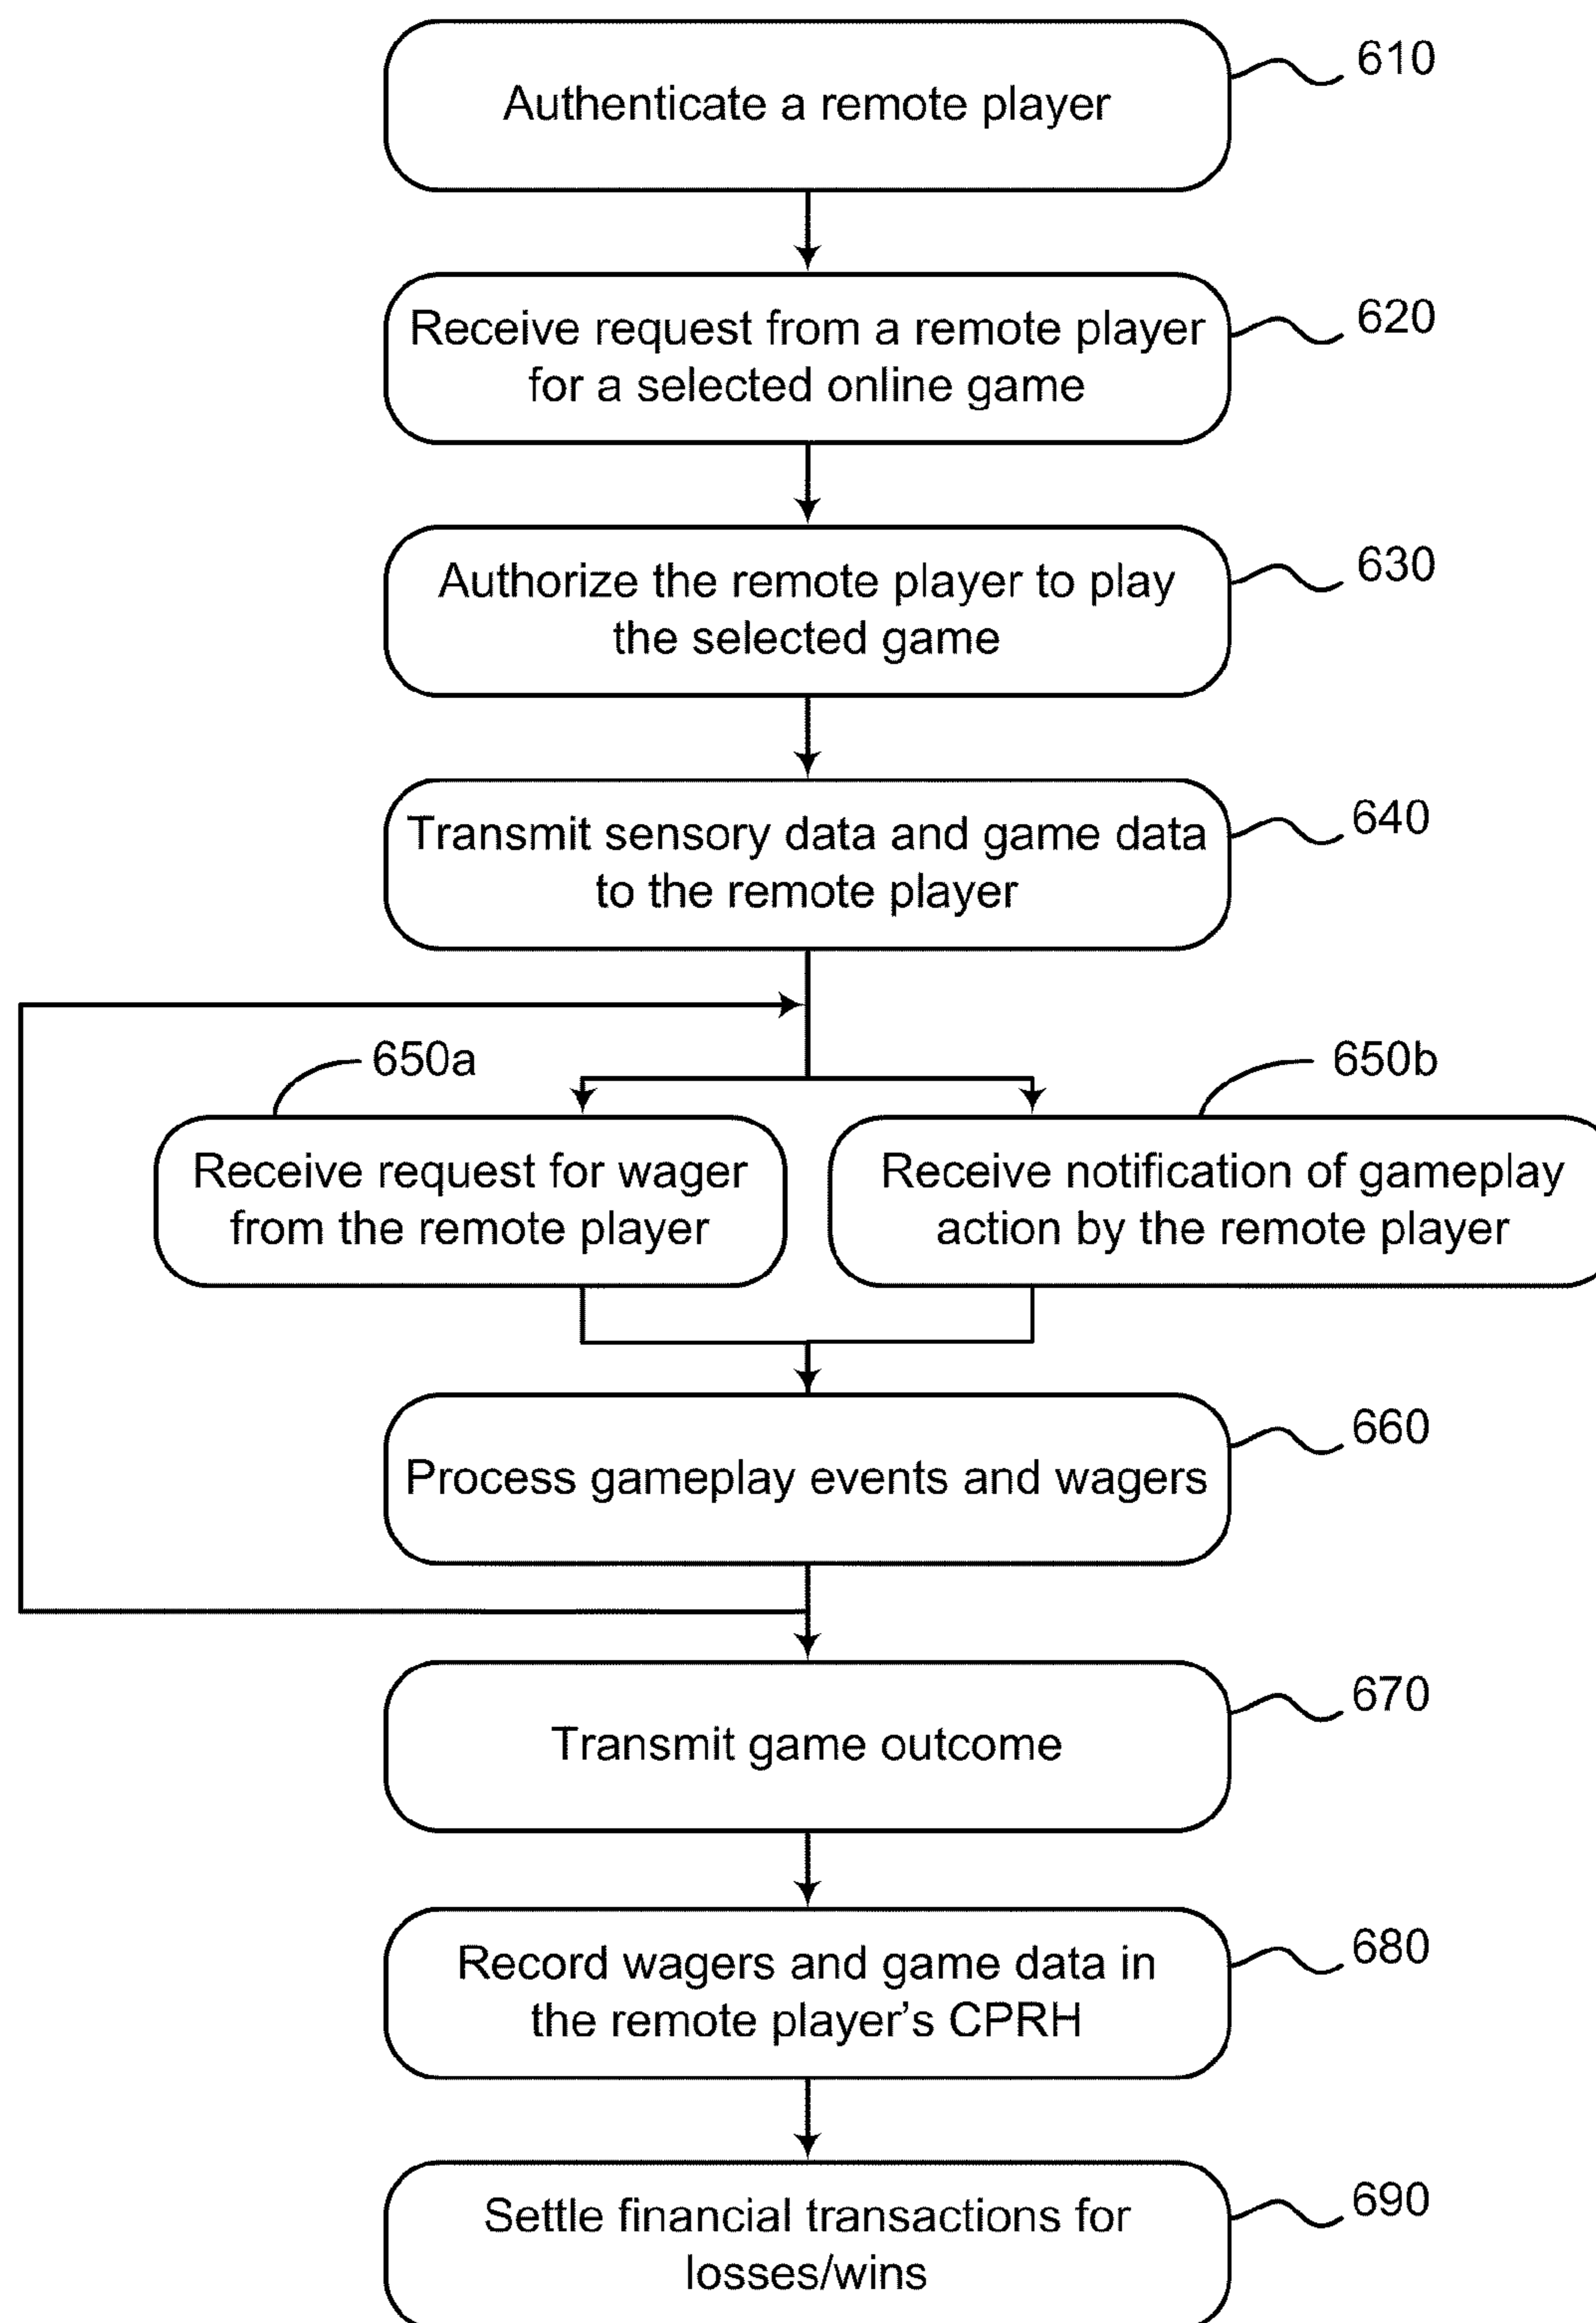 Authenticate a remote player
610
Receive request from a remote player
for a selected online game
620
Authorize the remote player to play
the selected game
630
Transmit sensory data and game data
to the remote player
640
650a
650b
Receive request for wager
from the remote player
Receive notification of gameplay
action by the remote player
660
Process gameplay events and wagers
670
Transmit game outcome
680
Record wagers and game data in
the remote player's CPRH
690
Settle financial transactions for
losses/wins